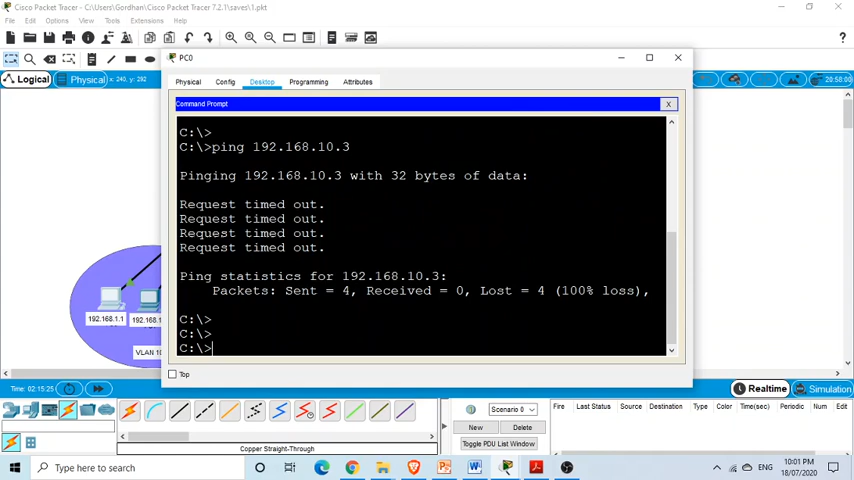 Cisco Packet Tracer - C:\Users\Gordhan\Cisco Packet Tracer 7.2.1\saves\1.pkt
File Edit Options View Tools Extensions Help
Logical
Physical
x: 240, y: 292
20:58:00
PC0
Physical Config Desktop Programming Attributes
Command Prompt
X
C:\>
C:\>ping 192.168.10.3
Pinging 192.168.10.3 with 32 bytes of data:
Request timed out.
Request timed out.
Request timed out.
Request timed out.
Ping statistics for 192.168.10.3:
Packets: Sent = 4, Received = 0, Lost = 4 (100% loss),
C:\>
C:\>
C:\>
Top
192.168.1.1
192.168.1
VLAN 10
Time: 02:15:25
Realtime
Simulation
Scenario 0
New
Delete
Toggle PDU List Window
Fire Last Status Source Destination Type Color Time(sec) Periodic Num Edit
Copper Straight-Through
Type here to search
ENG
10:01 PM
18/07/2020